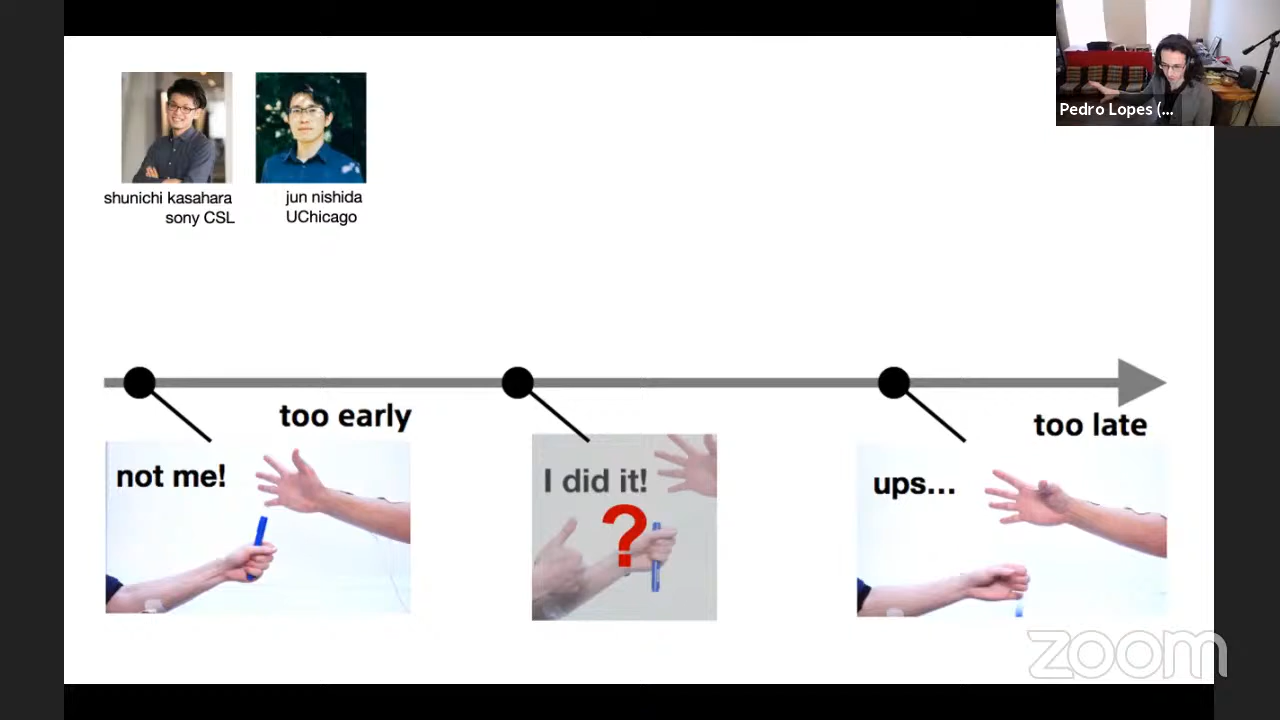 Pedro Lopes (...
shunichi kasahara
sony CSL
jun nishida
UChicago
too early
too late
not me!
I did it!
?
ups...
zoom